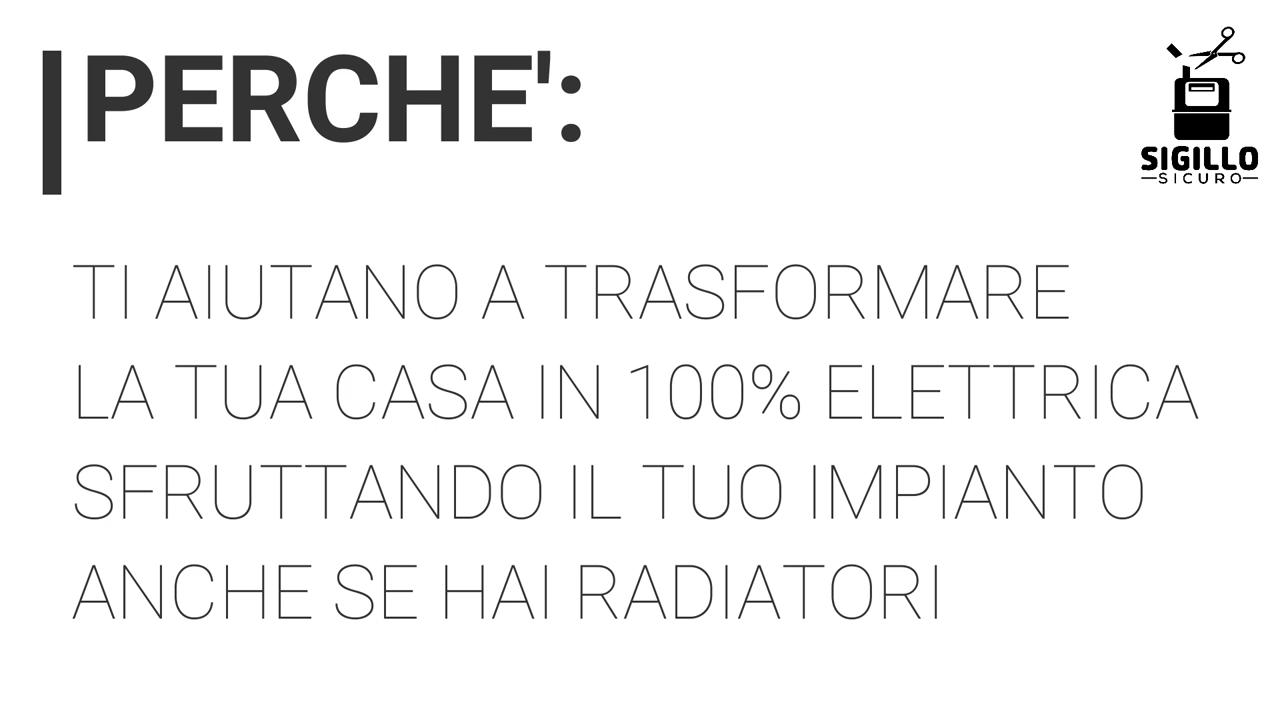 PERCHE':
SIGILLO
SICURO
TI AIUTANO A TRASFORMARE
LA TUA CASA IN 100% ELETTRICA
SFRUTTANDO IL TUO IMPIANTO
ANCHE SE HAI RADIATORI